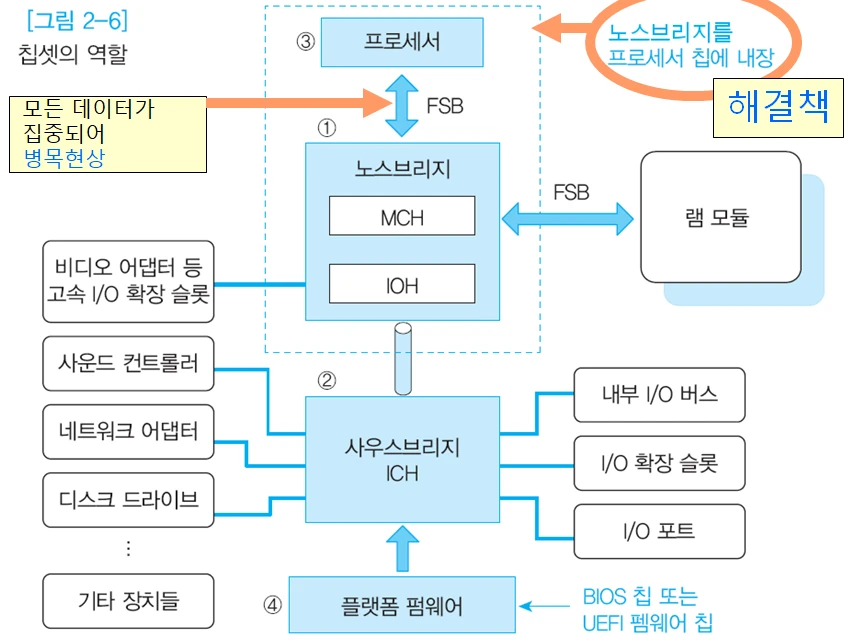 [그림 2-6]
칩셋의 역할
③
프로세서
노스브리지를
프로세서 칩에 내장
해결책
모든 데이터가
집중되어
병목현상
FSB
①
노스브리지
MCH
IOH
FSB
램 모듈
비디오 어댑터 등
고속 I/O 확장 슬롯
사운드 컨트롤러
네트워크 어댑터
디스크 드라이브
⋮
기타 장치들
②
사우스브리지
ICH
내부 I/O 버스
I/O 확장 슬롯
I/O 포트
④
플랫폼 펌웨어
BIOS 칩 또는
UEFI 펨웨어 칩